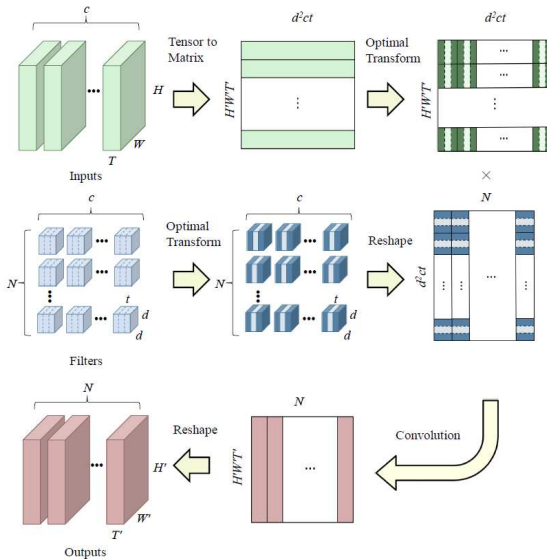 c
d²ct
d²ct
Tensor to
Matrix
Optimal
Transform
H
H'W'T'
H'W'T'
...
...
...
...
W
T
Inputs
×
c
c
N
Optimal
Transform
Reshape
N
N
d²ct
...
t
d
d
t
d
d
Filters
N
N
Reshape
Convolution
H'
H'W'T'
...
W'
T'
Outputs